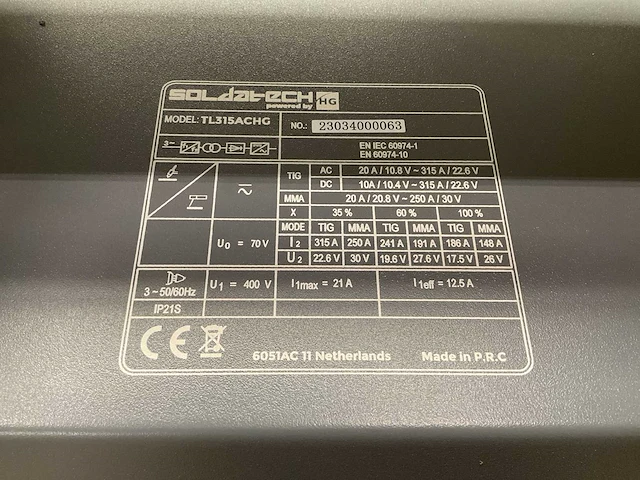 SOLDATECH
powered by HG
MODEL: TL315ACHG NO.: 23034000063
3~
EN IEC 60974-1
EN 60974-10
TIG AC 20 A / 10.8 V ~ 315 A / 22.6 V
DC 10A / 10.4 V ~ 315 A / 22.6 V
MMA 20 A / 20.8 V ~ 250 A / 30 V
X 35 % 60 % 100 %
MODE TIG MMA TIG MMA TIG MMA
U0 = 70 V I2 315 A 250 A 241 A 191 A 186 A 148 A
U2 22.6 V 30 V 19.6 V 27.6 V 17.5 V 26 V
3 ~ 50/60Hz U1 = 400 V I1max = 21 A I1eff = 12.5 A
IP21S
CE 6051AC 11 Netherlands Made in P.R.C